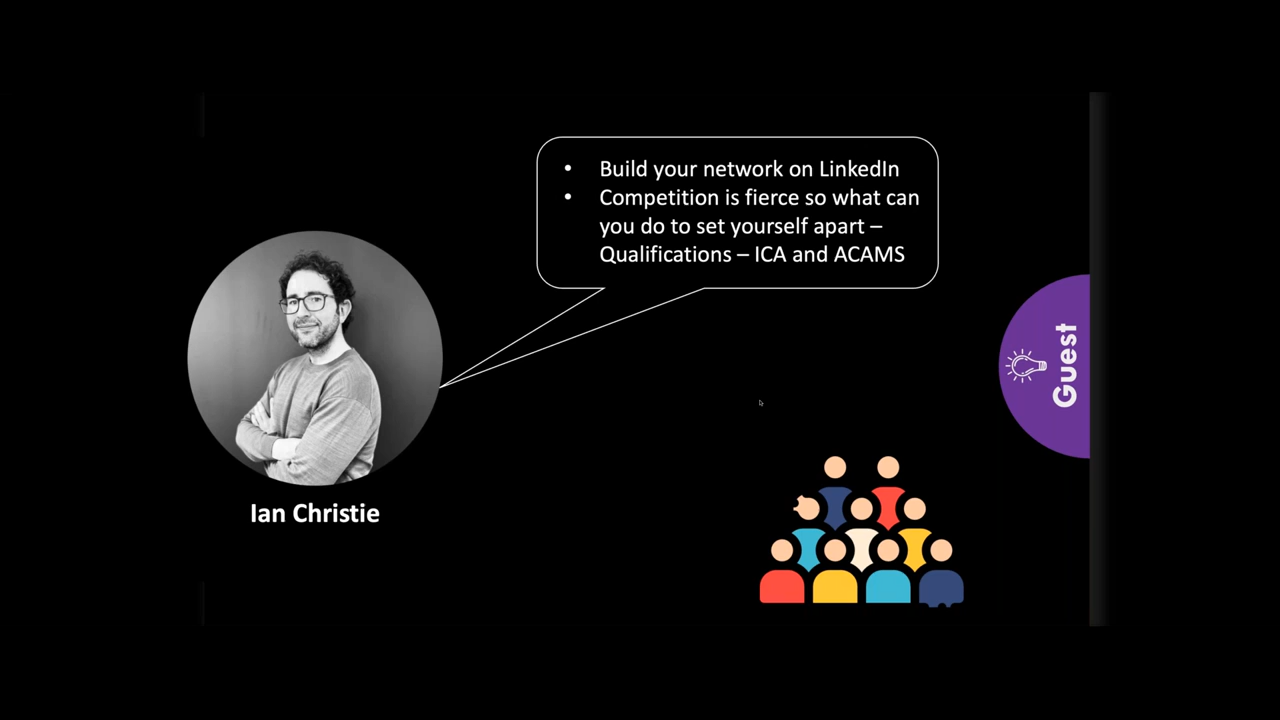 • Build your network on LinkedIn
• Competition is fierce so what can
you do to set yourself apart –
Qualifications – ICA and ACAMS
Guest
Ian Christie